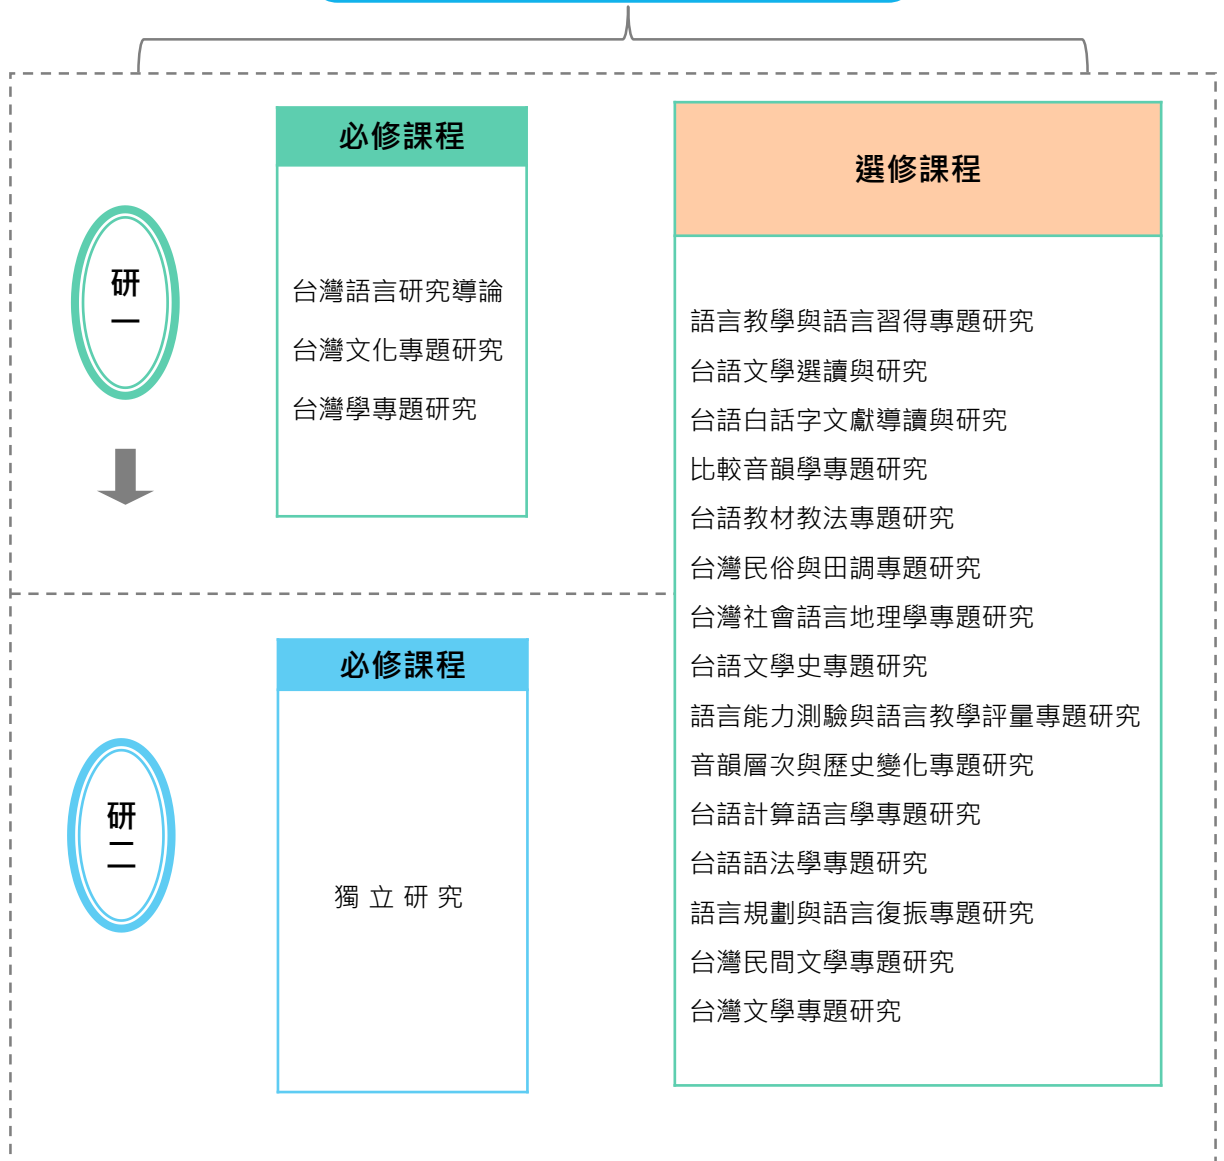 研一
必修課程
台灣語言研究導論
台灣文化專題研究
台灣學專題研究
研二
必修課程
獨立研究
選修課程
語言教學與語言習得專題研究
台語文學選讀與研究
台語白話字文獻導讀與研究
比較音韻學專題研究
台語教材教法專題研究
台灣民俗與田調專題研究
台灣社會語言地理學專題研究
台語文學史專題研究
語言能力測驗與語言教學評量專題研究
音韻層次與歷史變化專題研究
台語計算語言學專題研究
台語語法學專題研究
語言規劃與語言復振專題研究
台灣民間文學專題研究
台灣文學專題研究